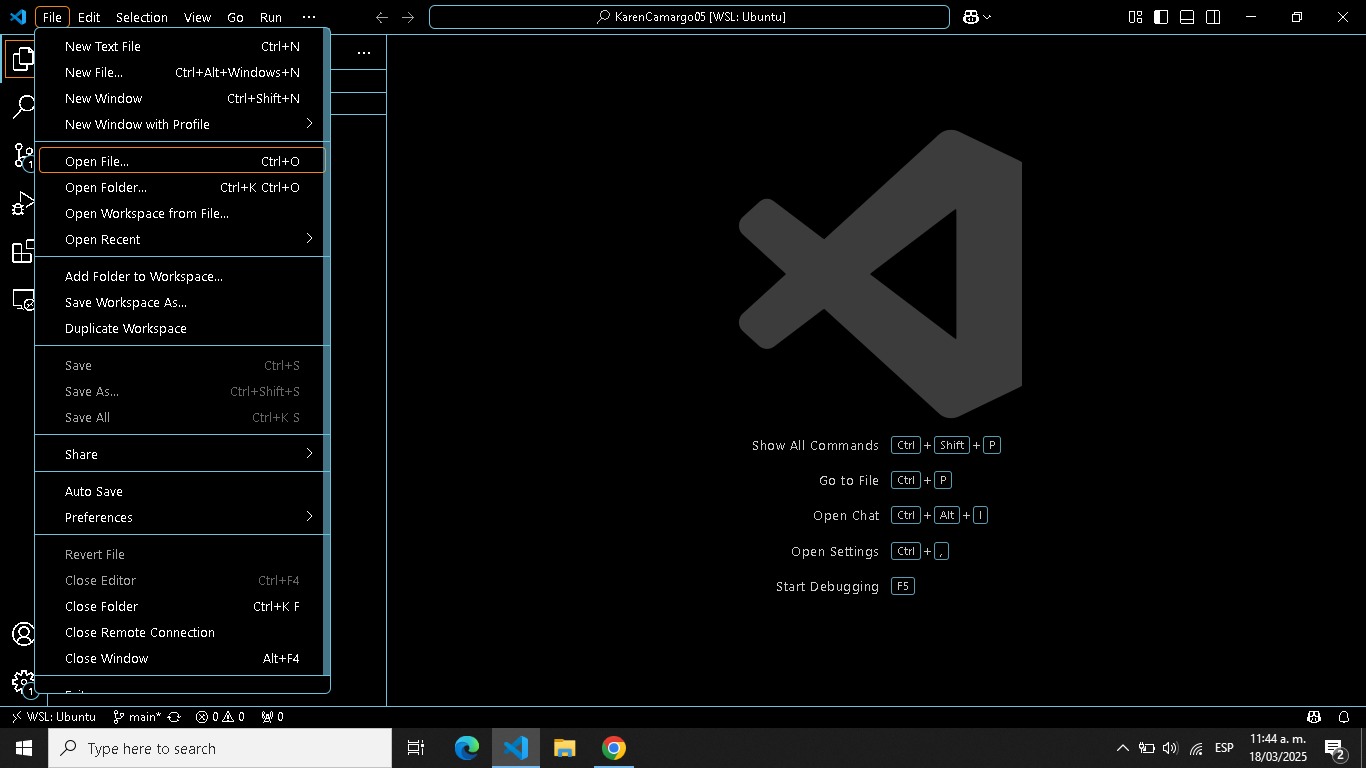 File Edit Selection View Go Run ··· KarenCamargo05 [WSL: Ubuntu]
New Text File Ctrl+N
New File... Ctrl+Alt+Windows+N
New Window Ctrl+Shift+N
New Window with Profile
Open File... Ctrl+O
Open Folder... Ctrl+K Ctrl+O
Open Workspace from File...
Open Recent
Add Folder to Workspace...
Save Workspace As...
Duplicate Workspace
Save Ctrl+S
Save As... Ctrl+Shift+S
Save All Ctrl+K S
Share
Auto Save
Preferences
Revert File
Close Editor Ctrl+F4
Close Folder Ctrl+K F
Close Remote Connection
Close Window Alt+F4
1
1
Show All Commands Ctrl + Shift + P
Go to File Ctrl + P
Open Chat Ctrl + Alt + I
Open Settings Ctrl + ,
Start Debugging F5
WSL: Ubuntu main* 0 0 0
Type here to search
ESP
11:44 a. m.
18/03/2025
2